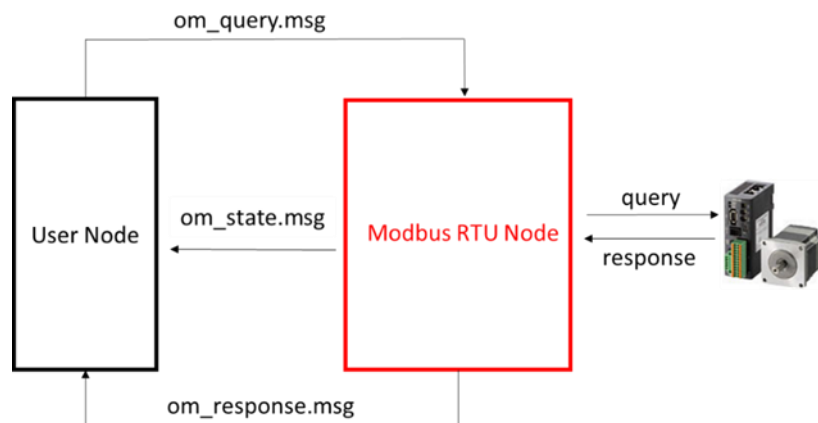 om_query.msg
User Node
om_state.msg
Modbus RTU Node
query
response
om_response.msg